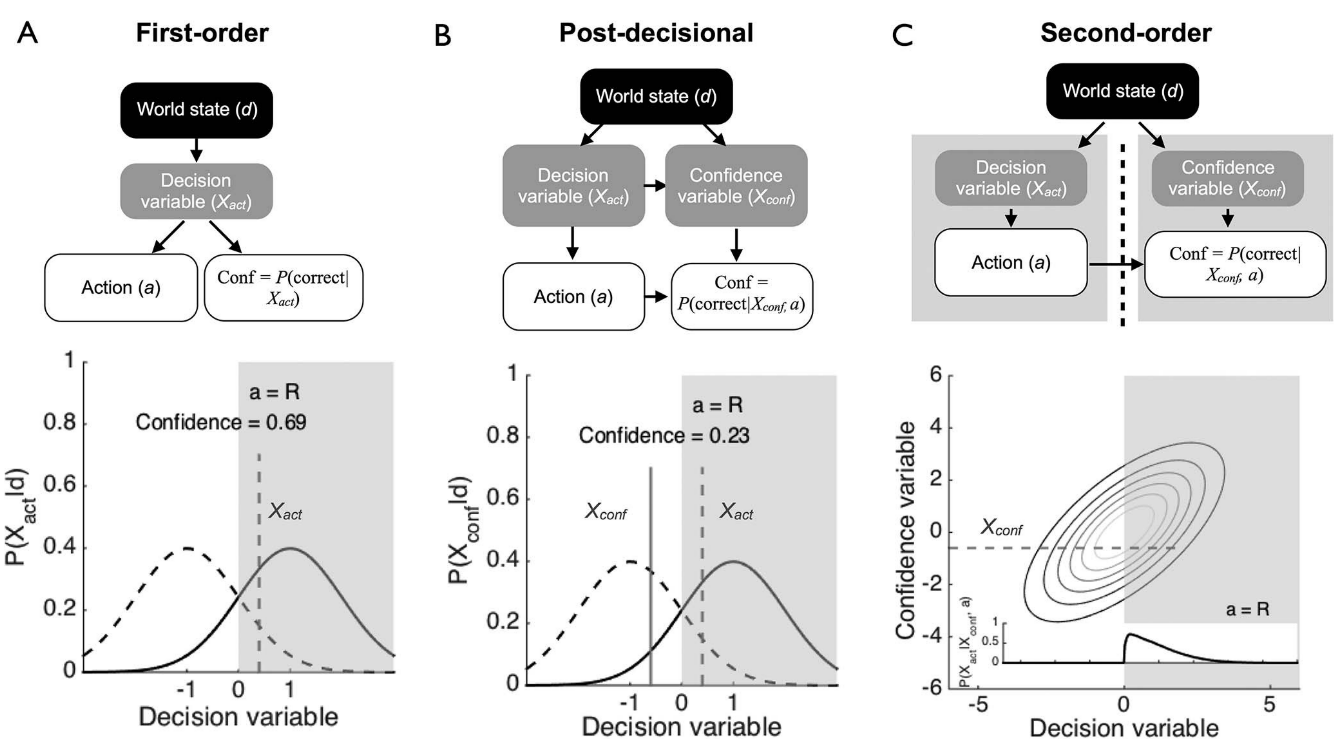 A
First-order
World state (d)
Decision
variable (Xact)
Action (a)
Conf = P(correct|
Xact)
1
0.8
0.6
0.4
0.2
0
P(Xact|d)
a = R
Confidence = 0.69
Xact
-1
0
1
Decision variable
B
Post-decisional
World state (d)
Decision
variable (Xact)
Confidence
variable (Xconf)
Action (a)
Conf =
P(correct|Xconf, a)
1
0.8
0.6
0.4
0.2
0
P(Xconf|d)
a = R
Confidence = 0.23
Xconf
Xact
-1
0
1
Decision variable
C
Second-order
World state (d)
Decision
variable (Xact)
Confidence
variable (Xconf)
Action (a)
Conf = P(correct|
Xconf, a)
6
4
2
0
-2
-4
-6
Confidence variable
Xconf
a = R
P(Xact|Xconf, a)
1
0.5
0
-5
0
5
Decision variable